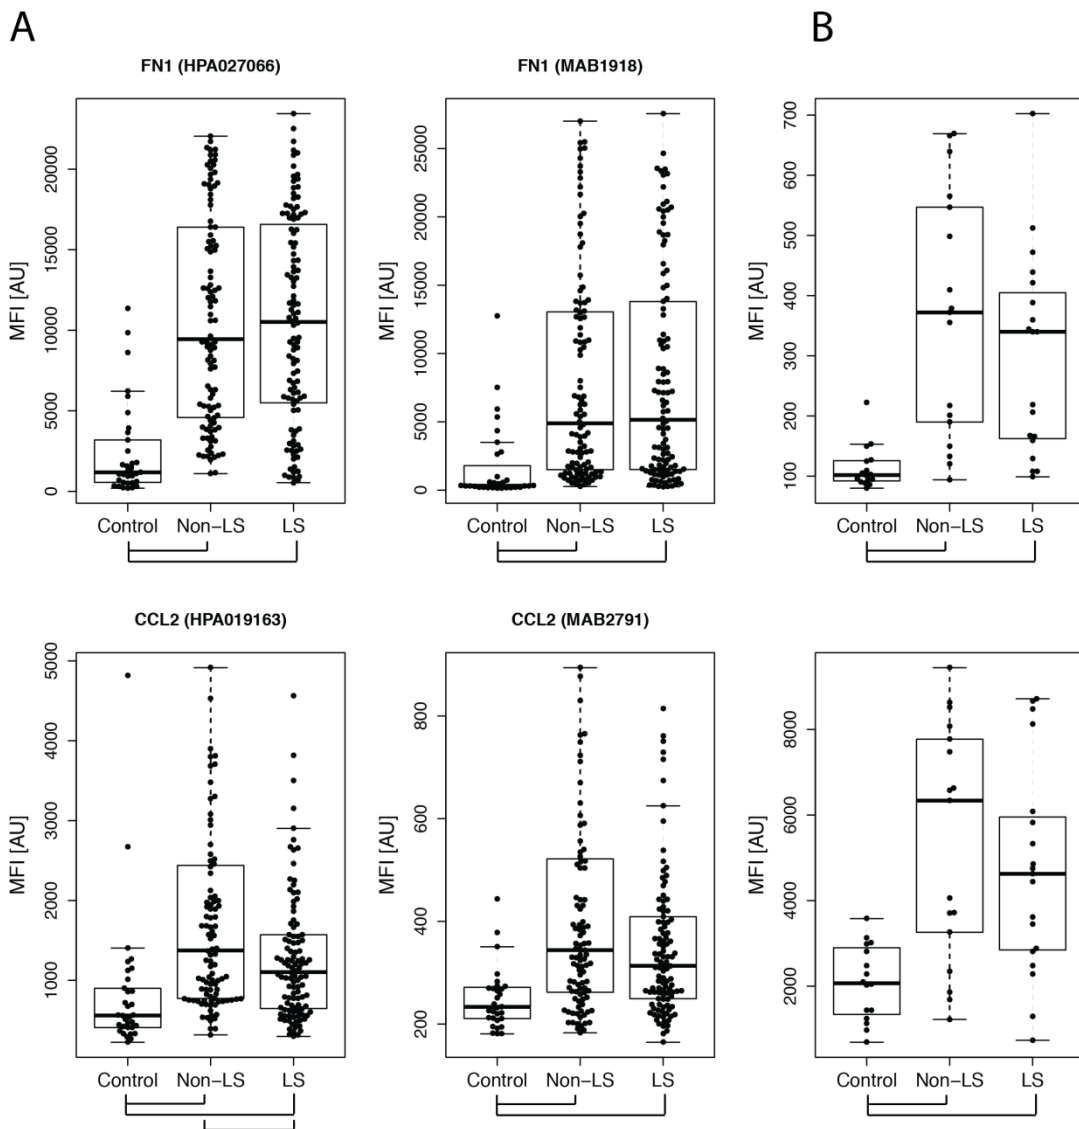 A
B
FN1 (HPA027066)
FN1 (MAB1918)
MFI [AU]
0
5000
10000
15000
20000
Control
Non−LS
LS
MFI [AU]
0
5000
10000
15000
20000
25000
Control
Non−LS
LS
MFI [AU]
100
200
300
400
500
600
700
Control
Non−LS
LS
CCL2 (HPA019163)
CCL2 (MAB2791)
MFI [AU]
1000
2000
3000
4000
5000
Control
Non−LS
LS
MFI [AU]
200
400
600
800
Control
Non−LS
LS
MFI [AU]
2000
4000
6000
8000
Control
Non−LS
LS